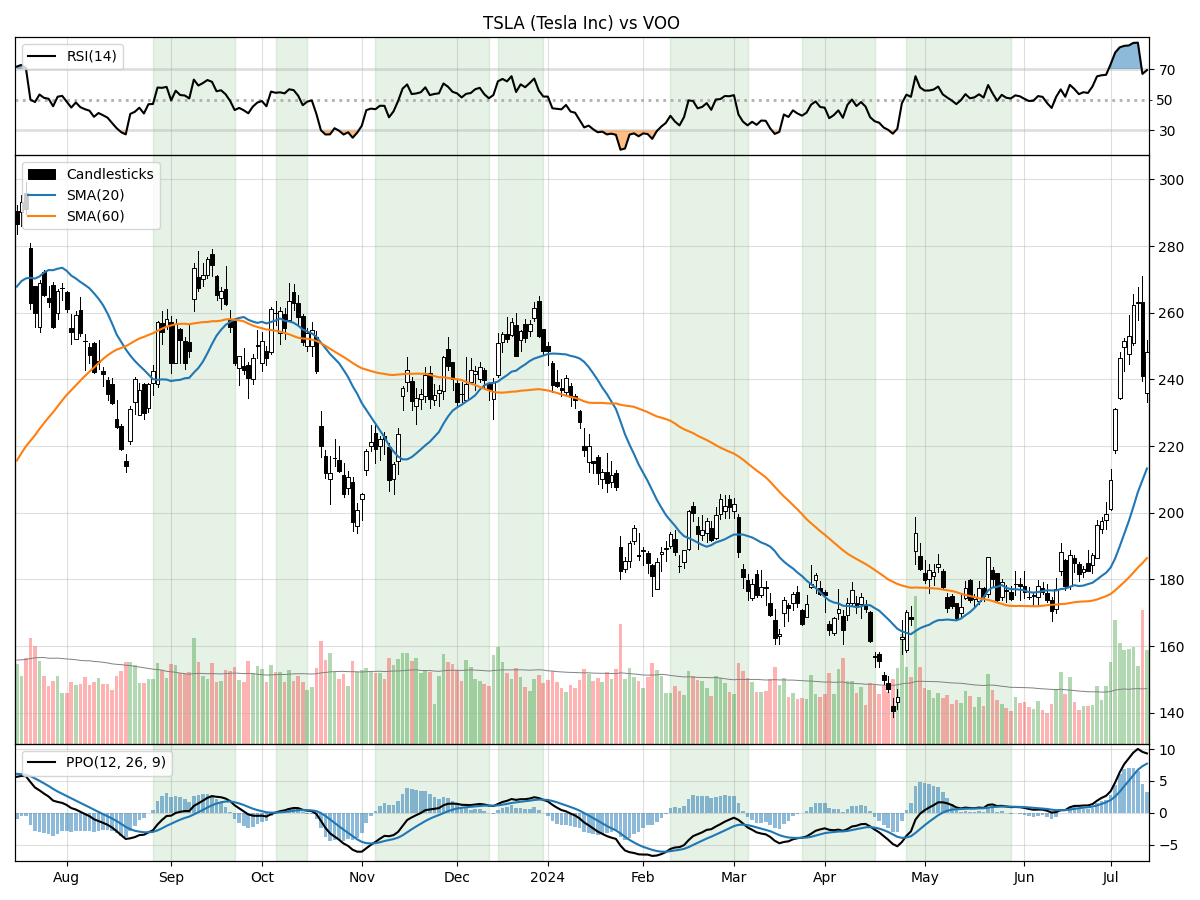 TSLA (Tesla Inc) vs VOO
RSI(14)
70
50
30
Candlesticks
SMA(20)
SMA(60)
300
280
260
240
220
200
180
160
140
PPO(12, 26, 9)
10
5
0
−5
Aug Sep Oct Nov Dec 2024 Feb Mar Apr May Jun Jul